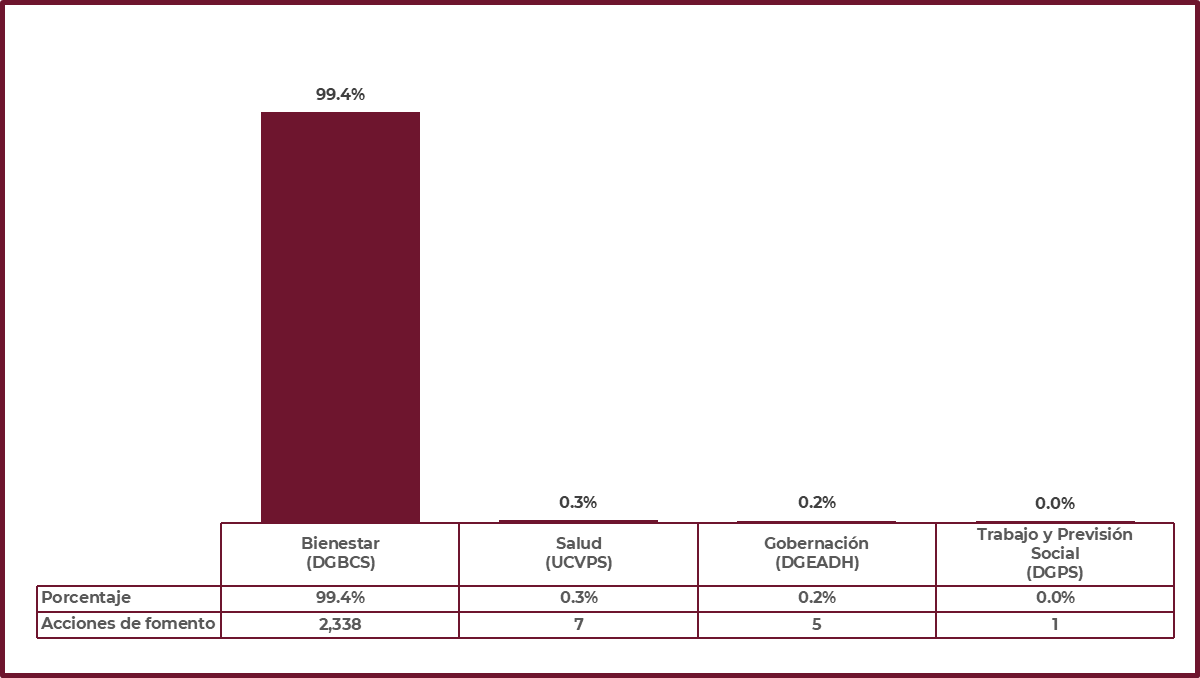 99.4%
0.3%
0.2%
0.0%
Bienestar
(DGBCS)
Salud
(UCVPS)
Gobernación
(DGEADH)
Trabajo y Previsión
Social
(DGPS)
Porcentaje 99.4% 0.3% 0.2% 0.0%
Acciones de fomento 2,338 7 5 1